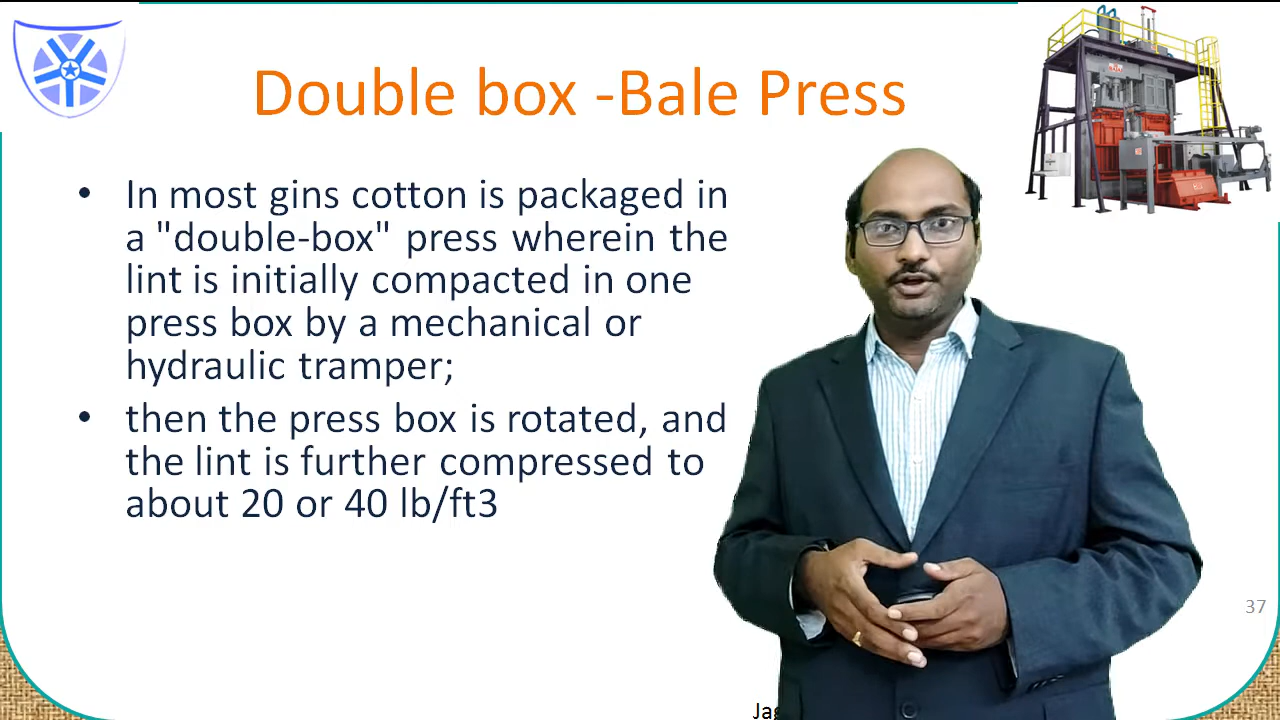 Double box -Bale Press
• In most gins cotton is packaged in
a "double-box" press wherein the
lint is initially compacted in one
press box by a mechanical or
hydraulic tramper;
• then the press box is rotated, and
the lint is further compressed to
about 20 or 40 lb/ft3
37